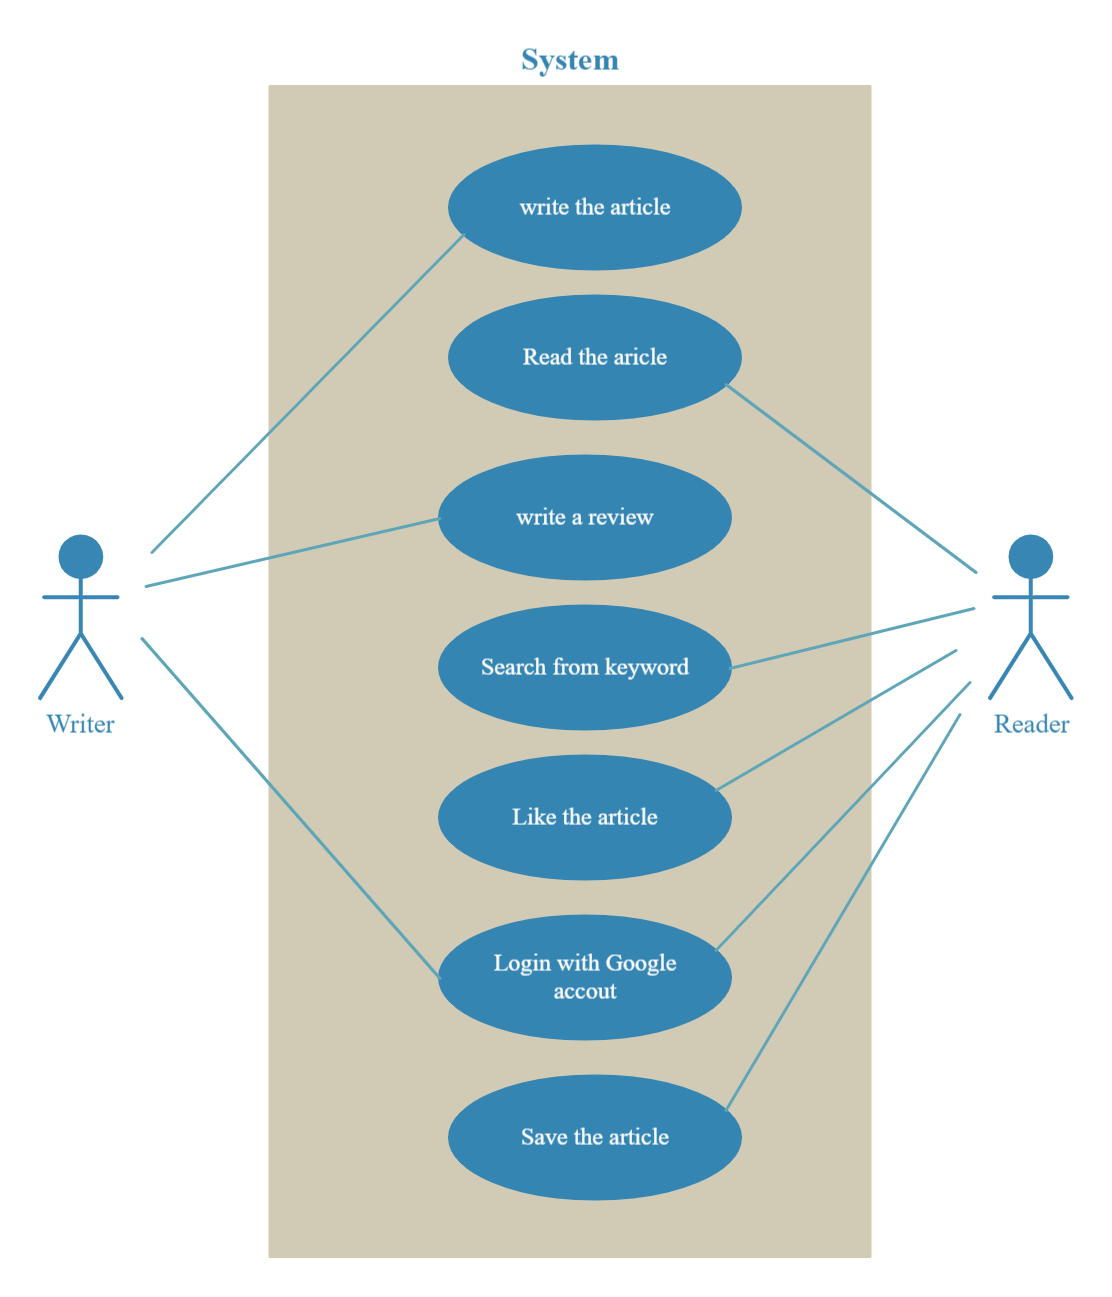 System
write the article
Read the aricle
write a review
Search from keyword
Writer
Reader
Like the article
Login with Google
accout
Save the article